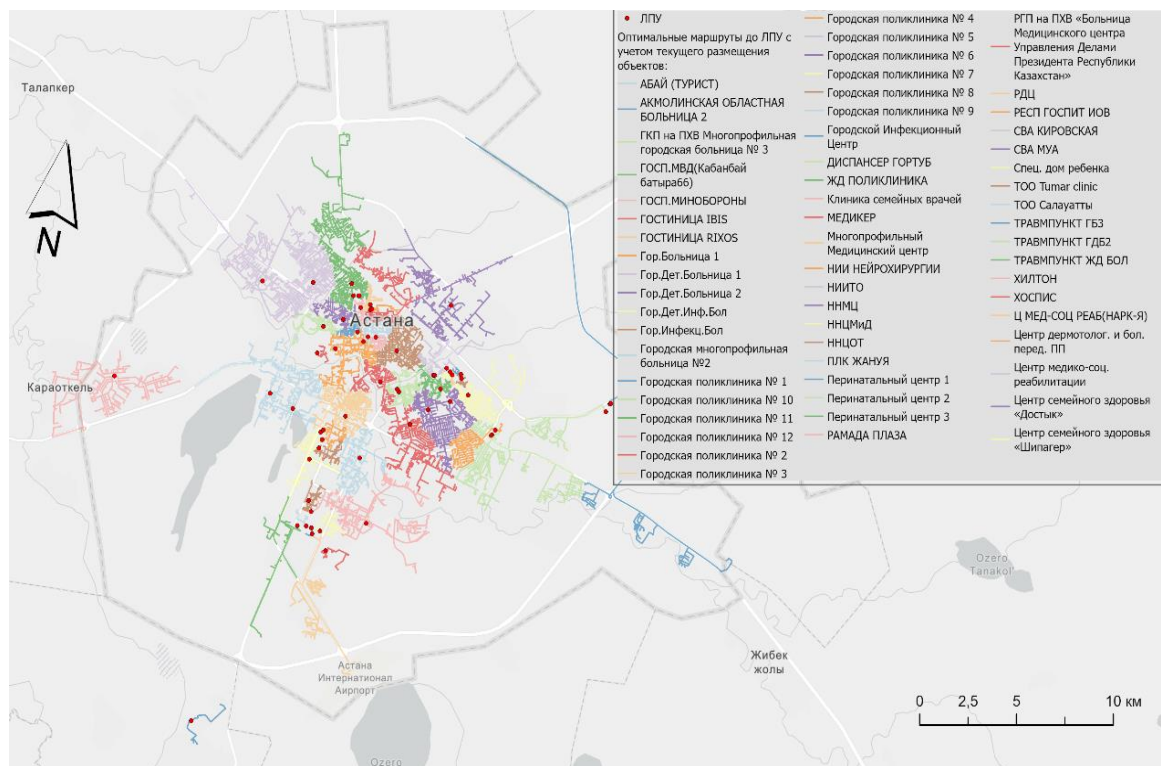 ЛПУ
Оптимальные маршруты до ЛПУ с
учетом текущего размещения
объектов:
АБАЙ (ТУРИСТ)
АКМОЛИНСКАЯ ОБЛАСТНАЯ
БОЛЬНИЦА 2
ГКП на ПХВ Многопрофильная
городская больница № 3
ГОСП.МВД(Кабанбай
батыра66)
ГОСП.МИНОБОРОНЫ
ГОСТИНИЦА IBIS
ГОСТИНИЦА RIXOS
Гор.Больница 1
Гор.Дет.Больница 1
Гор.Дет.Больница 2
Гор.Дет.Инф.Бол
Гор.Инфекц.Бол
Городская многопрофильная
больница №2
Городская поликлиника № 1
Городская поликлиника № 10
Городская поликлиника № 11
Городская поликлиника № 12
Городская поликлиника № 2
Городская поликлиника № 3
Городская поликлиника № 4
Городская поликлиника № 5
Городская поликлиника № 6
Городская поликлиника № 7
Городская поликлиника № 8
Городская поликлиника № 9
Городской Инфекционный
Центр
ДИСПАНСЕР ГОРТУБ
ЖД ПОЛИКЛИНИКА
Клиника семейных врачей
МЕДИКЕР
Многопрофильный
Медицинский центр
НИИ НЕЙРОХИРУРГИИ
НИИТО
ННМЦ
ННЦМиД
ННЦОТ
ПЛК ЖАНУЯ
Перинатальный центр 1
Перинатальный центр 2
Перинатальный центр 3
РАМАДА ПЛАЗА
РГП на ПХВ «Больница
Медицинского центра
Управления Делами
Президента Республики
Казахстан»
РДЦ
РЕСП ГОСПИТ ИОВ
СВА КИРОВСКАЯ
СВА МУА
Спец. дом ребенка
ТОО Tumar clinic
ТОО Салауатты
ТРАВМПУНКТ ГБ3
ТРАВМПУНКТ ГДБ2
ТРАВМПУНКТ ЖД БОЛ
ХИЛТОН
ХОСПИС
Ц МЕД-СОЦ РЕАБ(НАРК-Я)
Центр дерматолог. и бол.
перед. ПП
Центр медико-соц.
реабилитации
Центр семейного здоровья
«Достык»
Центр семейного здоровья
«Шипагер»
Талапкер
N
Астана
Караоткель
Астана
Интернационал
Аирпорт
Ozero
Ozero
Tanakol'
Жибек
жолы
0 2,5 5 10 км